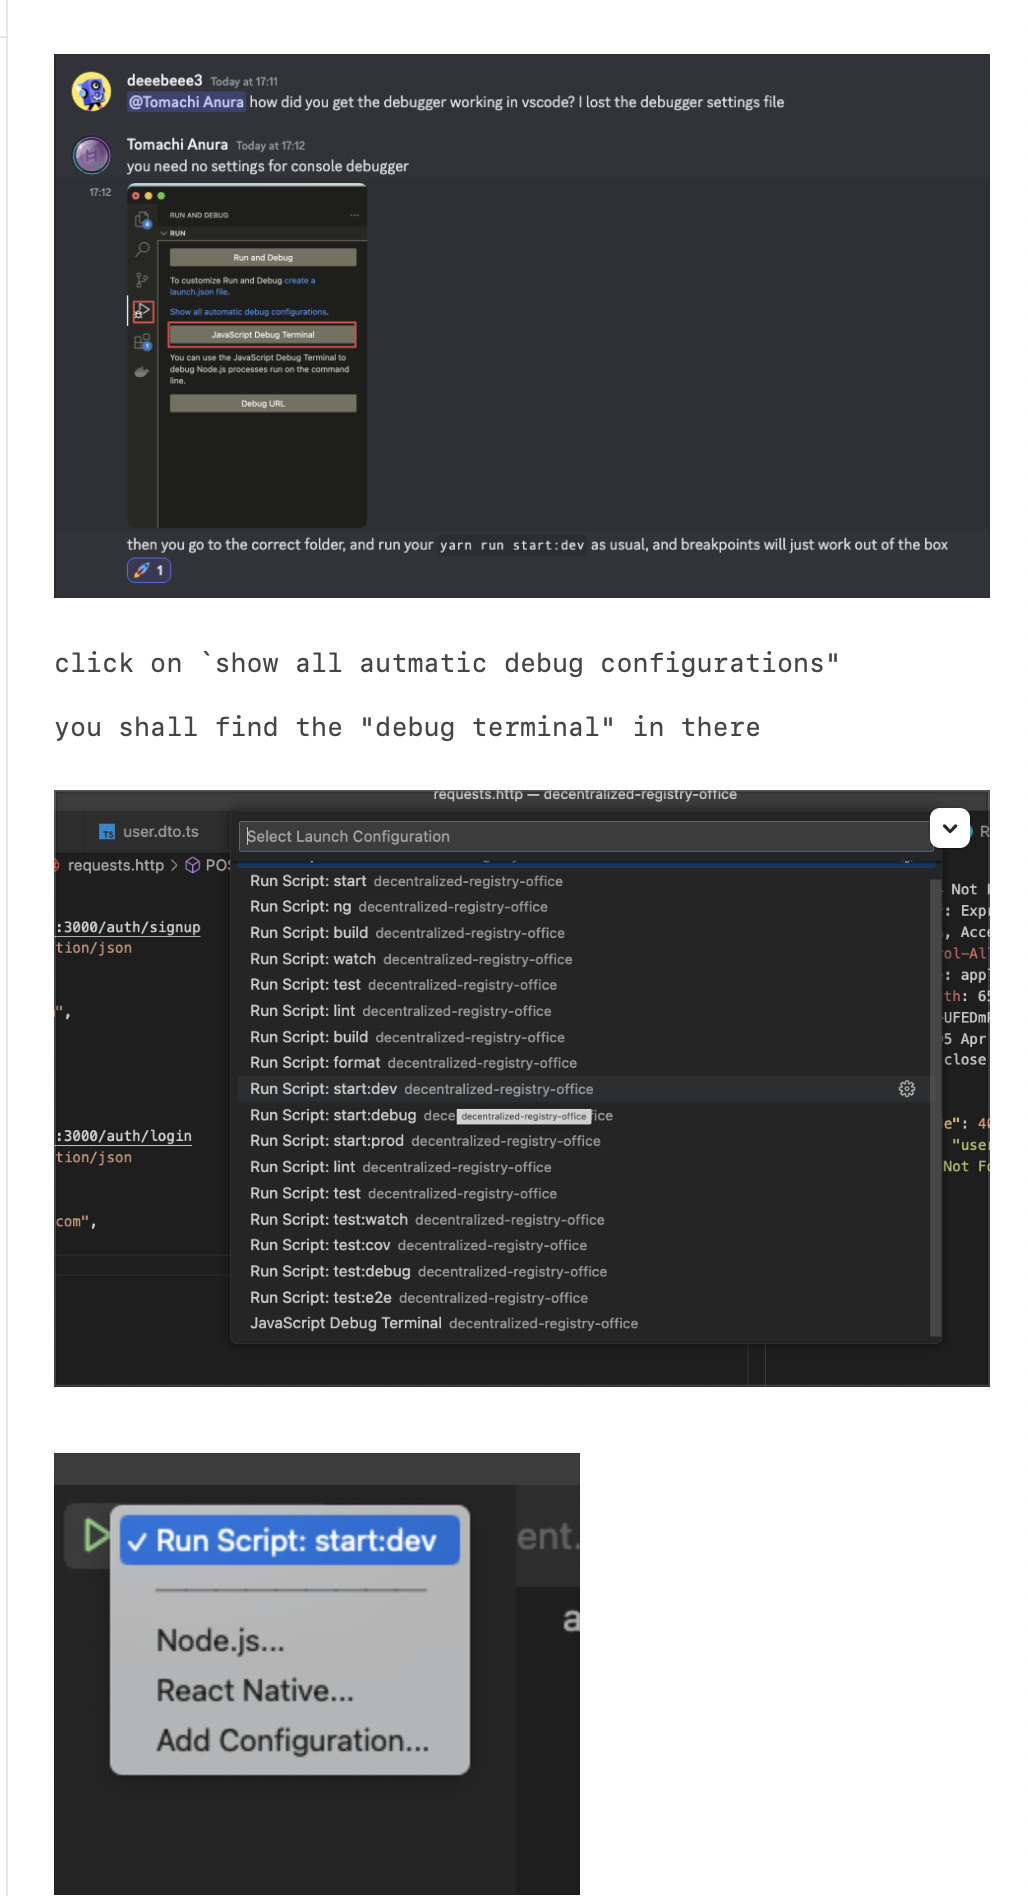 deeebeee3 Today at 17:11
@Tomachi Anura how did you get the debugger working in vscode? I lost the debugger settings file
Tomachi Anura Today at 17:12
you need no settings for console debugger
17:12
RUN AND DEBUG ...
RUN
Run and Debug
To customize Run and Debug create a
launch.json file.
Show all automatic debug configurations.
JavaScript Debug Terminal
You can use the JavaScript Debug Terminal to
debug Node.js processes run on the command
line.
Debug URL
then you go to the correct folder, and run your yarn run start:dev as usual, and breakpoints will just work out of the box
1
click on `show all autmatic debug configurations"
you shall find the "debug terminal" in there
requests.http — decentralized-registry-office
TS user.dto.ts
Select Launch Configuration
R
requests.http > POS
Run Script: start decentralized-registry-office
Not
Run Script: ng decentralized-registry-office
: Exp
:3000/auth/signup
Run Script: build decentralized-registry-office
, Acce
tion/json
Run Script: watch decentralized-registry-office
ol-Al
Run Script: test decentralized-registry-office
: app
th: 65
",
Run Script: lint decentralized-registry-office
-UFEDm
Run Script: build decentralized-registry-office
5 Apr
Run Script: format decentralized-registry-office
close
Run Script: start:dev decentralized-registry-office
Run Script: start:debug dece decentralized-registry-office ice
e": 40
:3000/auth/login
Run Script: start:prod decentralized-registry-office
"use
tion/json
Run Script: lint decentralized-registry-office
Not Fo
Run Script: test decentralized-registry-office
com",
Run Script: test:watch decentralized-registry-office
Run Script: test:cov decentralized-registry-office
Run Script: test:debug decentralized-registry-office
Run Script: test:e2e decentralized-registry-office
JavaScript Debug Terminal decentralized-registry-office
✓ Run Script: start:dev
ent.
a
Node.js...
React Native...
Add Configuration...